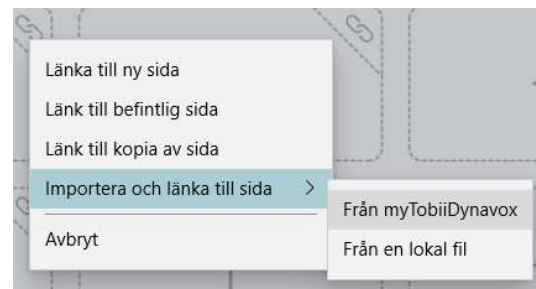 Länka till ny sida
Länk till befintlig sida
Länk till kopia av sida
Importera och länka till sida
Från myTobiiDynavox
Avbryt
Från en lokal fil